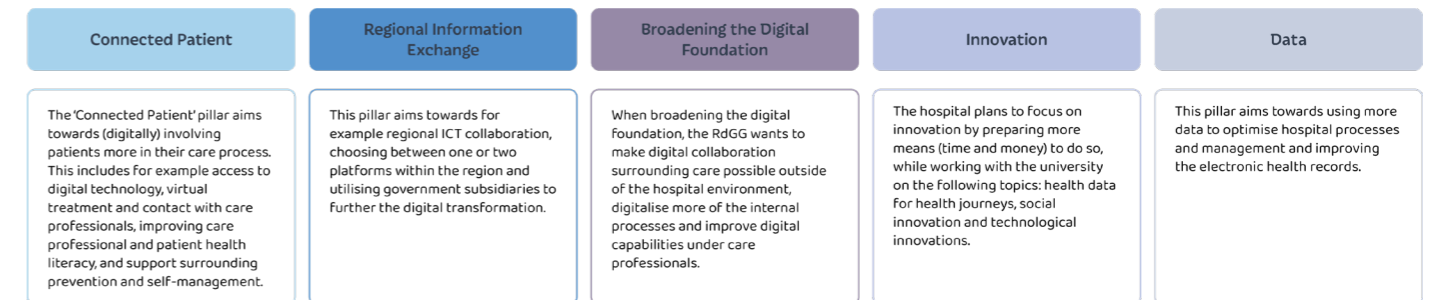 Connected Patient
The ‘Connected Patient’ pillar aims
towards (digitally) involving
patients more in their care process.
This includes for example access to
digital technology, virtual
treatment and contact with care
professionals, improving care
professional and patient health
literacy, and support surrounding
prevention and self-management.
Regional Information
Exchange
This pillar aims towards for
example regional ICT collaboration,
choosing between one or two
platforms within the region and
utilising government subsidiaries to
further the digital transformation.
Broadening the Digital
Foundation
When broadening the digital
foundation, the RdGG wants to
make digital collaboration
surrounding care possible outside
of the hospital environment,
digitalise more of the internal
processes and improve digital
capabilities under care
professionals.
Innovation
The hospital plans to focus on
innovation by preparing more
means (time and money) to do so,
while working with the university
on the following topics: health data
for health journeys, social
innovation and technological
innovations.
Data
This pillar aims towards using more
data to optimise hospital processes
and management and improving
the electronic health records.